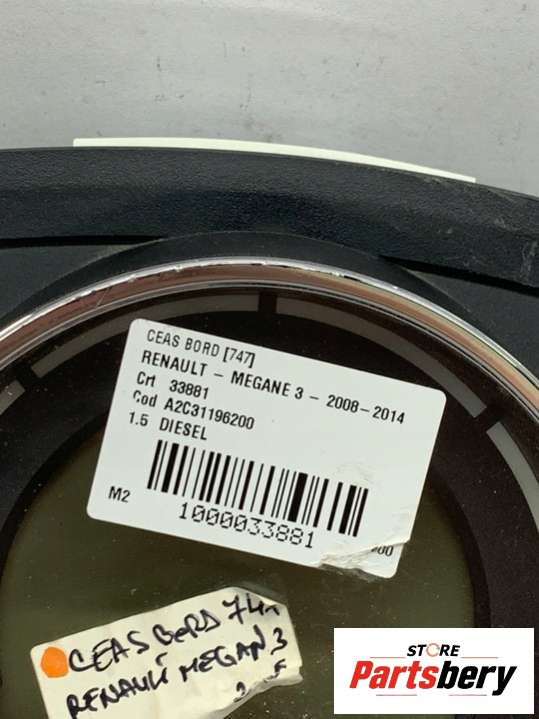 CEAS BORD [747]
RENAULT - MEGANE 3 - 2008-2014
Crt 33881
Cod A2C31196200
1.5 DIESEL
M2
1000033881
CEAS BORD 747
RENAULT MEGAN 3
STORE
Partsbery